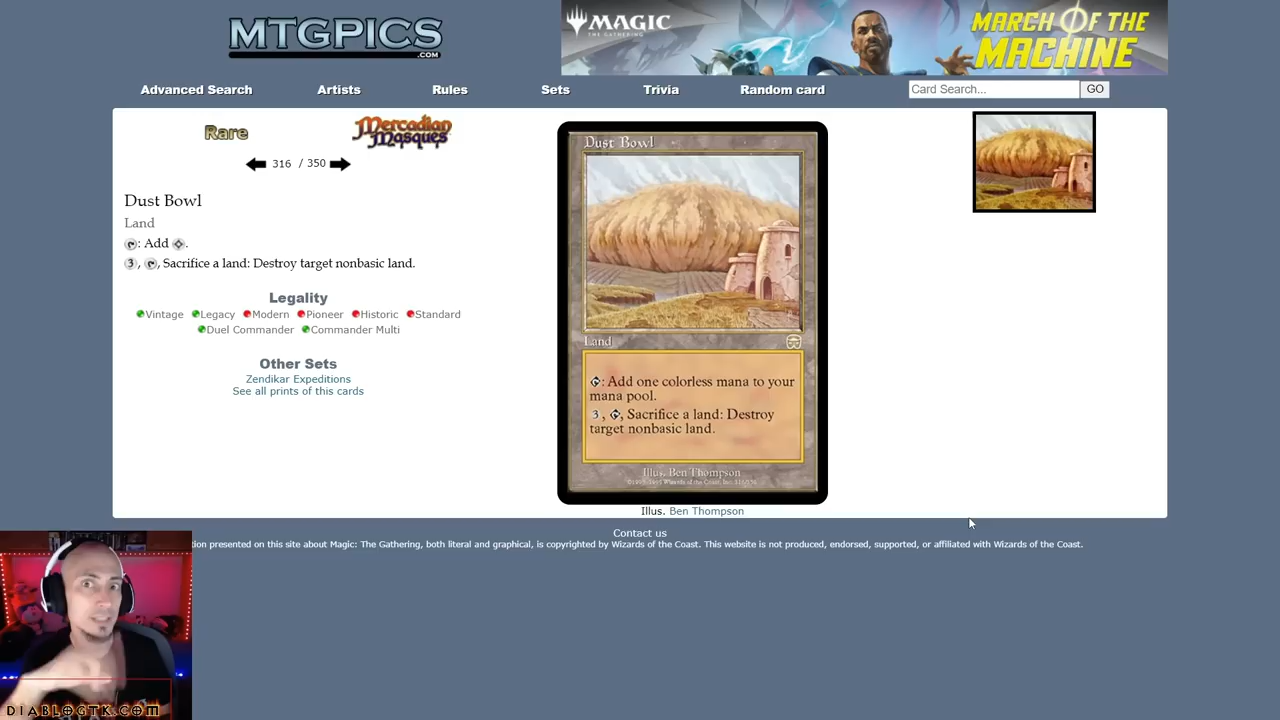 MTGPICS
.COM
MAGIC
THE GATHERING
MARCH OF THE
MACHINE
Advanced Search
Artists
Rules
Sets
Trivia
Random card
Card Search...
GO
Rare
Mercadian
Masques
316 / 350
Dust Bowl
Land
: Add .
3, , Sacrifice a land: Destroy target nonbasic land.
Legality
Vintage Legacy Modern Pioneer Historic Standard
Duel Commander Commander Multi
Other Sets
Zendikar Expeditions
See all prints of this cards
Dust Bowl
Land
: Add one colorless mana to your
mana pool.
3, , Sacrifice a land: Destroy
target nonbasic land.
Illus. Ben Thompson
Illus. Ben Thompson
Contact us
presented on this site about Magic: The Gathering, both literal and graphical, is copyrighted by Wizards of the Coast. This website is not produced, endorsed, supported, or affiliated with Wizards of the Coast.
DIABLOGTK.COM